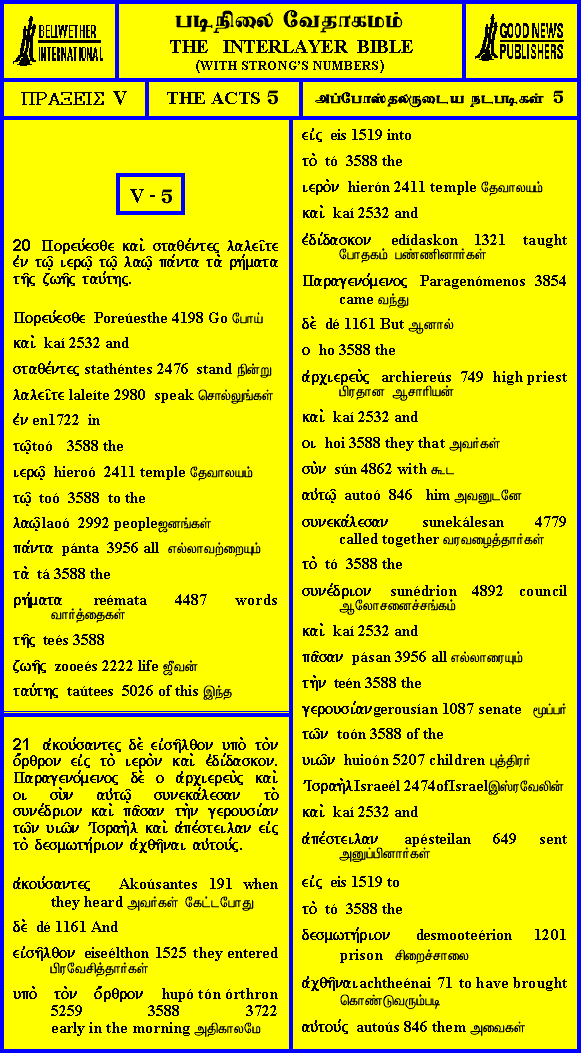 BELLWETHER
INTERNATIONAL
படிநிலை வேதாகமம்
THE INTERLAYER BIBLE
(WITH STRONG'S NUMBERS)
GOOD NEWS
PUBLISHERS
ΠΡΑΞΕΙΣ V
THE ACTS 5
அப்போஸ்தலருடைய நடபடிகள் 5
V - 5
20 Πορεύεσθε καὶ σταθέντες λαλεῖτε
ἐν τῷ ιερῷ τῷ λαῷ πάντα τὰ ρήματα
τῆς ζωῆς ταύτης.
Πορεύεσθε Poreúesthe 4198 Go போய்
καὶ kaí 2532 and
σταθέντες stathéntes 2476 stand நின்று
λαλεῖτε laleíte 2980 speak சொல்லுங்கள்
ἐν en1722 in
τῷtoó 3588 the
ιερῷ hieroó 2411 temple தேவாலயம்
τῷ toó 3588 to the
λαῷlaoó 2992 peopleஜனங்கள்
πάντα pánta 3956 all எல்லாவற்றையும்
τὰ tá 3588 the
ρήματα reémata 4487 words
வார்த்தைகள்
τῆς teés 3588
ζωῆς zooeés 2222 life ஜீவன்
ταύτης taútees 5026 of this இந்த
21 ἀκούσαντες δὲ εἰσῆλθον υπὸ τὸν
ὄρθρον εἰς τὸ ιερὸν καὶ ἐδίδασκον.
Παραγενόμενος δὲ ο ἀρχιερεὺς καὶ
οι σὺν αὐτῷ συνεκάλεσαν τὸ
συνέδριον καὶ πᾶσαν τὴν γερουσίαν
τῶν υιῶν Ἰσραὴλ καὶ ἀπέστειλαν εἰς
τὸ δεσμωτήριον ἀχθῆναι αὐτούς.
ἀκούσαντες Akoúsantes 191 when
they heard அவர்கள் கேட்டபோது
δὲ dé 1161 And
εἰσῆλθον eiseélthon 1525 they entered
பிரவேசித்தார்கள்
υπὸ τὸν ὄρθρον hupó tón órthron
5259 3588 3722
early in the morning அதிகாலமே
εἰς eis 1519 into
τὸ tó 3588 the
ιερὸν hierón 2411 temple தேவாலயம்
καὶ kaí 2532 and
ἐδίδασκον edídaskon 1321 taught
போதகம் பண்ணினார்கள்
Παραγενόμενος Paragenómenos 3854
came வந்து
δὲ dé 1161 But ஆனால்
ο ho 3588 the
ἀρχιερεὺς archiereús 749 high priest
பிரதான ஆசாரியன்
καὶ kaí 2532 and
οι hoi 3588 they that அவர்கள்
σὺν sún 4862 with கூட
αὐτῷ autoó 846 him அவனுடனே
συνεκάλεσαν sunekálesan 4779
called together வரவழைத்தார்கள்
τὸ tó 3588 the
συνέδριον sunédrion 4892 council
ஆலோசனைச்சங்கம்
καὶ kaí 2532 and
πᾶσαν pásan 3956 all எல்லாரையும்
τὴν teén 3588 the
γερουσίανgerousían 1087 senate மூப்பர்
τῶν toón 3588 of the
υιῶν huioón 5207 children புத்திரர்
ἸσραὴλIsraeél 2474ofIsraelஇஸ்ரவேலின்
καὶ kaí 2532 and
ἀπέστειλαν apésteilan 649 sent
அனுப்பினார்கள்
εἰς eis 1519 to
τὸ tó 3588 the
δεσμωτήριον desmooteérion 1201
prison சிறைச்சாலை
ἀχθῆναιachtheénai 71 to have brought
கொண்டுவரும்படி
αὐτούς autoús 846 them அவைகள்